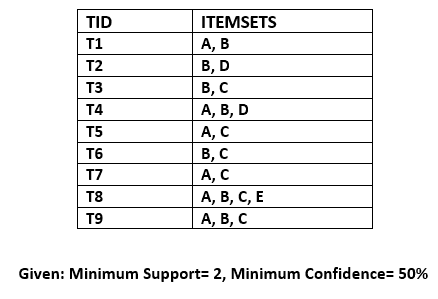 TID ITEMSETS
T1 A, B
T2 B, D
T3 B, C
T4 A, B, D
T5 A, C
T6 B, C
T7 A, C
T8 A, B, C, E
T9 A, B, C
Given: Minimum Support= 2, Minimum Confidence= 50%